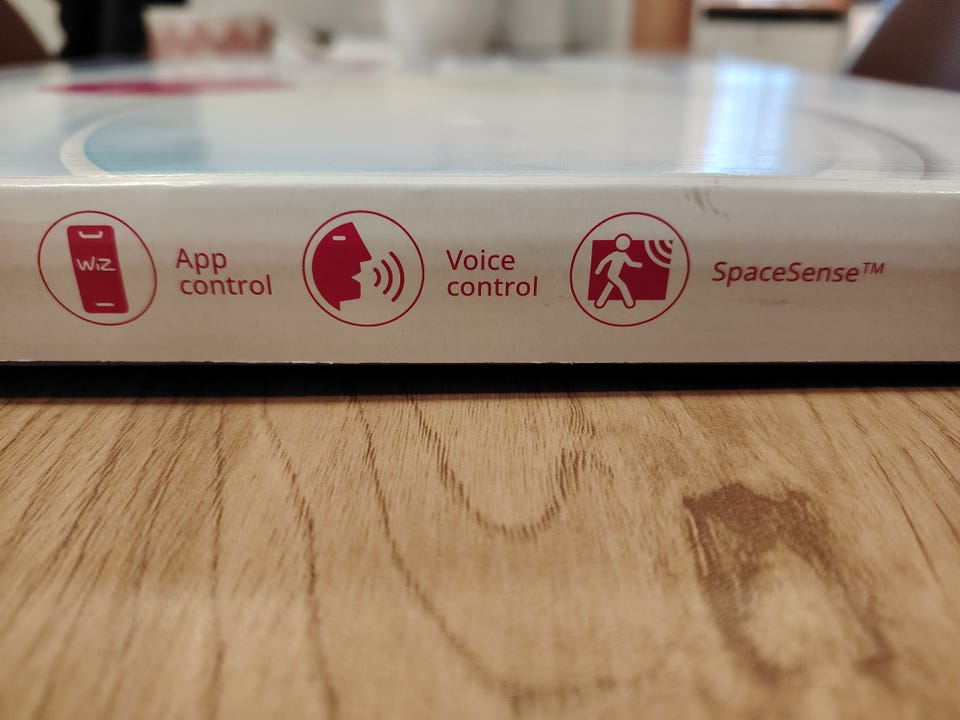 WiZ
App
control
Voice
control
SpaceSense™